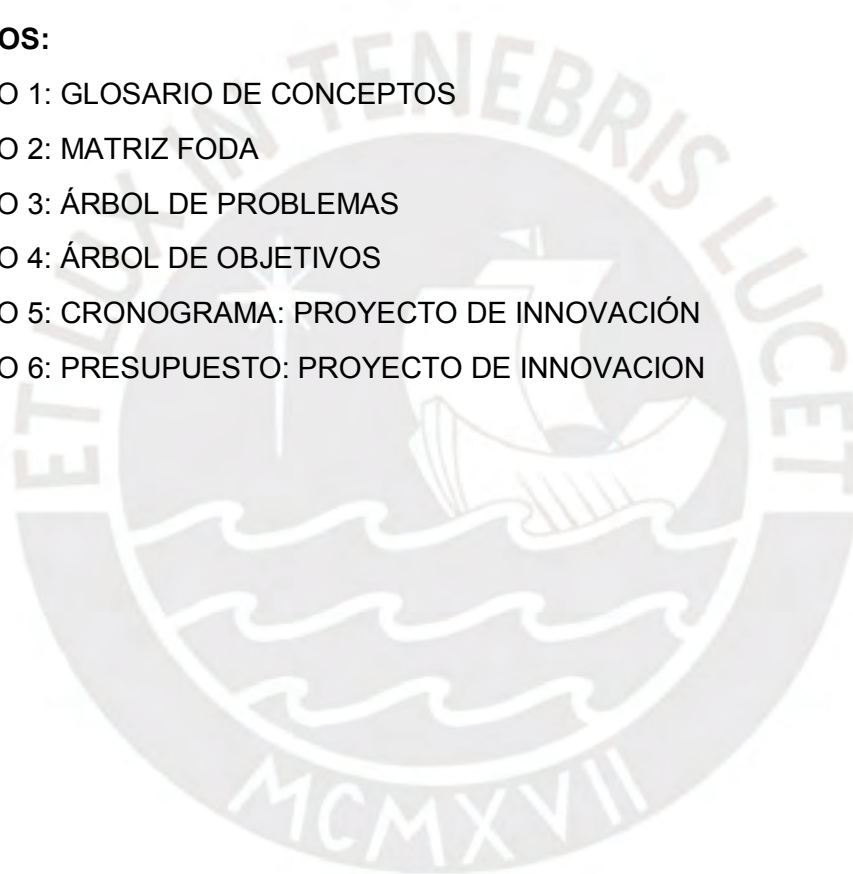 OS:
O 1: GLOSARIO DE CONCEPTOS
O 2: MATRIZ FODA
O 3: ÁRBOL DE PROBLEMAS
O 4: ÁRBOL DE OBJETIVOS
O 5: CRONOGRAMA: PROYECTO DE INNOVACIÓN
O 6: PRESUPUESTO: PROYECTO DE INNOVACION
ET LUX IN TENEBRIS LUCET
MCMXVII